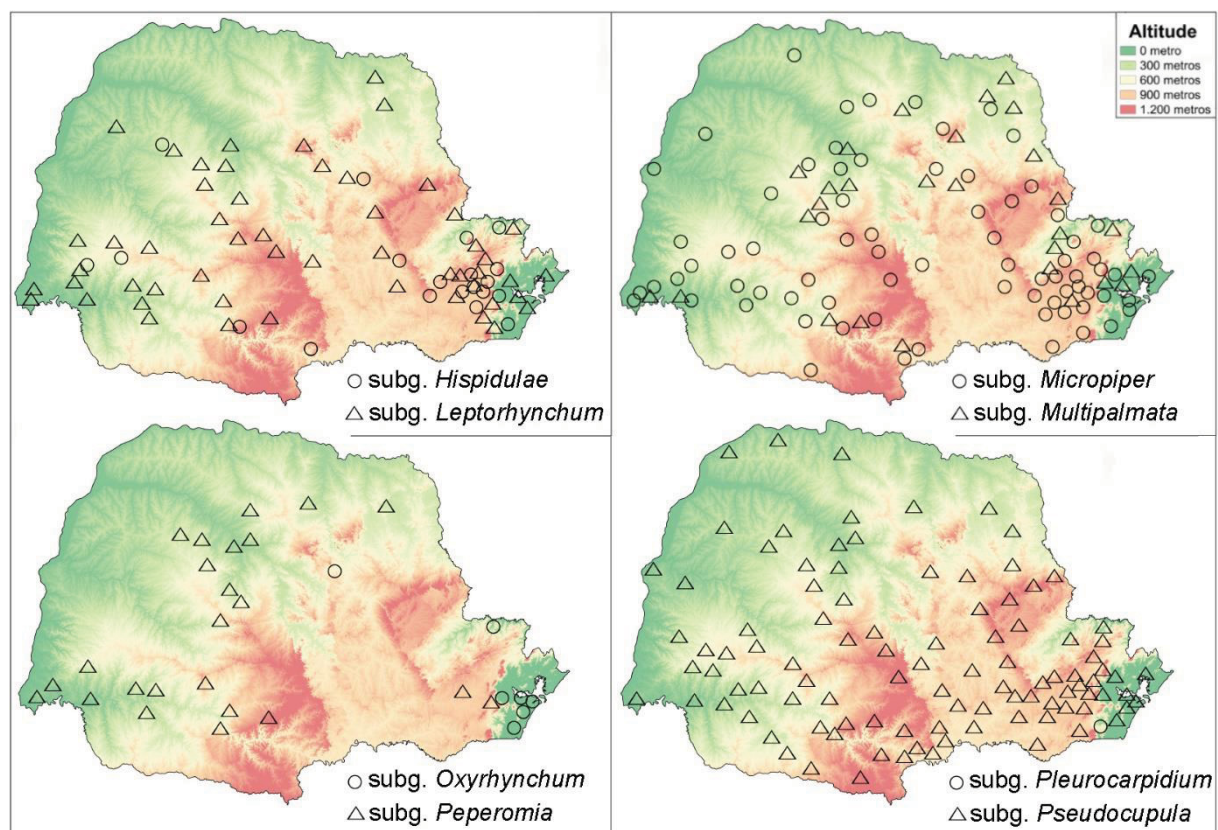 Altitude
0 metro
300 metros
600 metros
900 metros
1.200 metros
○ subg. Hispidulae
△ subg. Leptorhynchum
○ subg. Micropiper
△ subg. Multipalmata
○ subg. Oxyrhynchum
△ subg. Peperomia
○ subg. Pleurocarpidium
△ subg. Pseudocupula